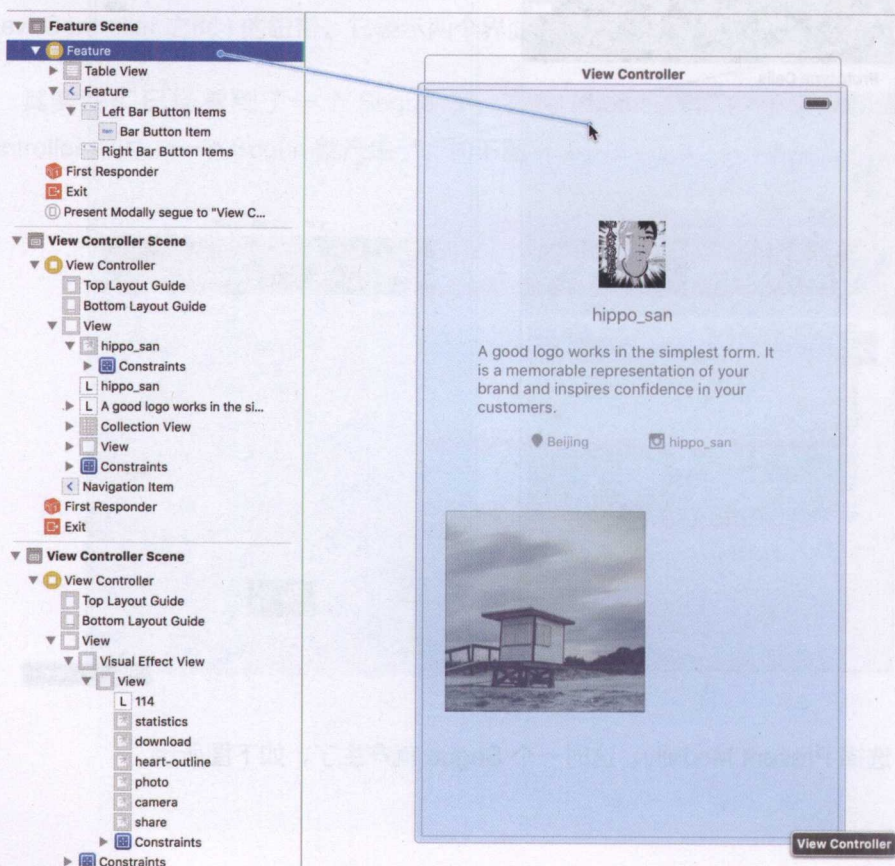 Feature Scene
Feature
Table View
Feature
Left Bar Button Items
Bar Button Item
Right Bar Button Items
First Responder
Exit
Present Modally segue to "View C...
View Controller Scene
View Controller
Top Layout Guide
Bottom Layout Guide
View
hippo_san
Constraints
L hippo_san
L A good logo works in the si...
Collection View
View
Constraints
Navigation Item
First Responder
Exit
View Controller Scene
View Controller
Top Layout Guide
Bottom Layout Guide
View
Visual Effect View
View
L 114
statistics
download
heart-outline
photo
camera
share
Constraints
Constraints
View Controller
hippo_san
A good logo works in the simplest form. It
is a memorable representation of your
brand and inspires confidence in your
customers.
Beijing
hippo_san
View Controller